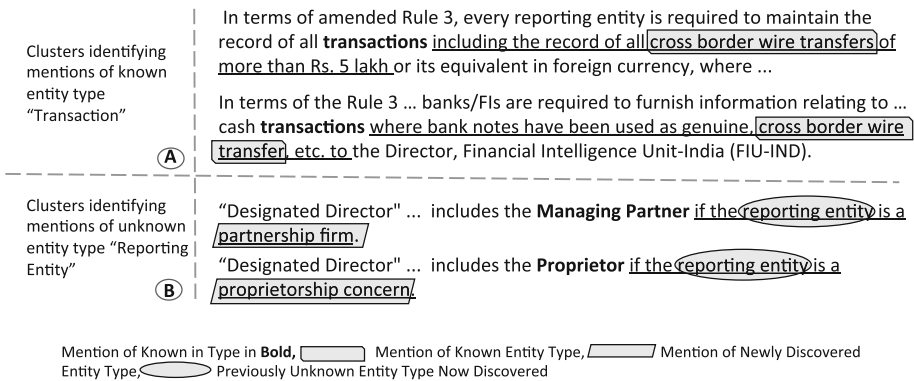 Clusters identifying
mentions of known
entity type
“Transaction”
A
In terms of amended Rule 3, every reporting entity is required to maintain the
record of all transactions including the record of all cross border wire transfers of
more than Rs. 5 lakh or its equivalent in foreign currency, where ...
In terms of the Rule 3 ... banks/FIs are required to furnish information relating to ...
cash transactions where bank notes have been used as genuine, cross border wire
transfer, etc. to the Director, Financial Intelligence Unit-India (FIU-IND).
Clusters identifying
mentions of unknown
entity type “Reporting
Entity”
B
“Designated Director" ... includes the Managing Partner if the reporting entity is a
partnership firm.
“Designated Director" ... includes the Proprietor if the reporting entity is a
proprietorship concern.
Mention of Known in Type in Bold, Mention of Known Entity Type, Mention of Newly Discovered
Entity Type, Previously Unknown Entity Type Now Discovered